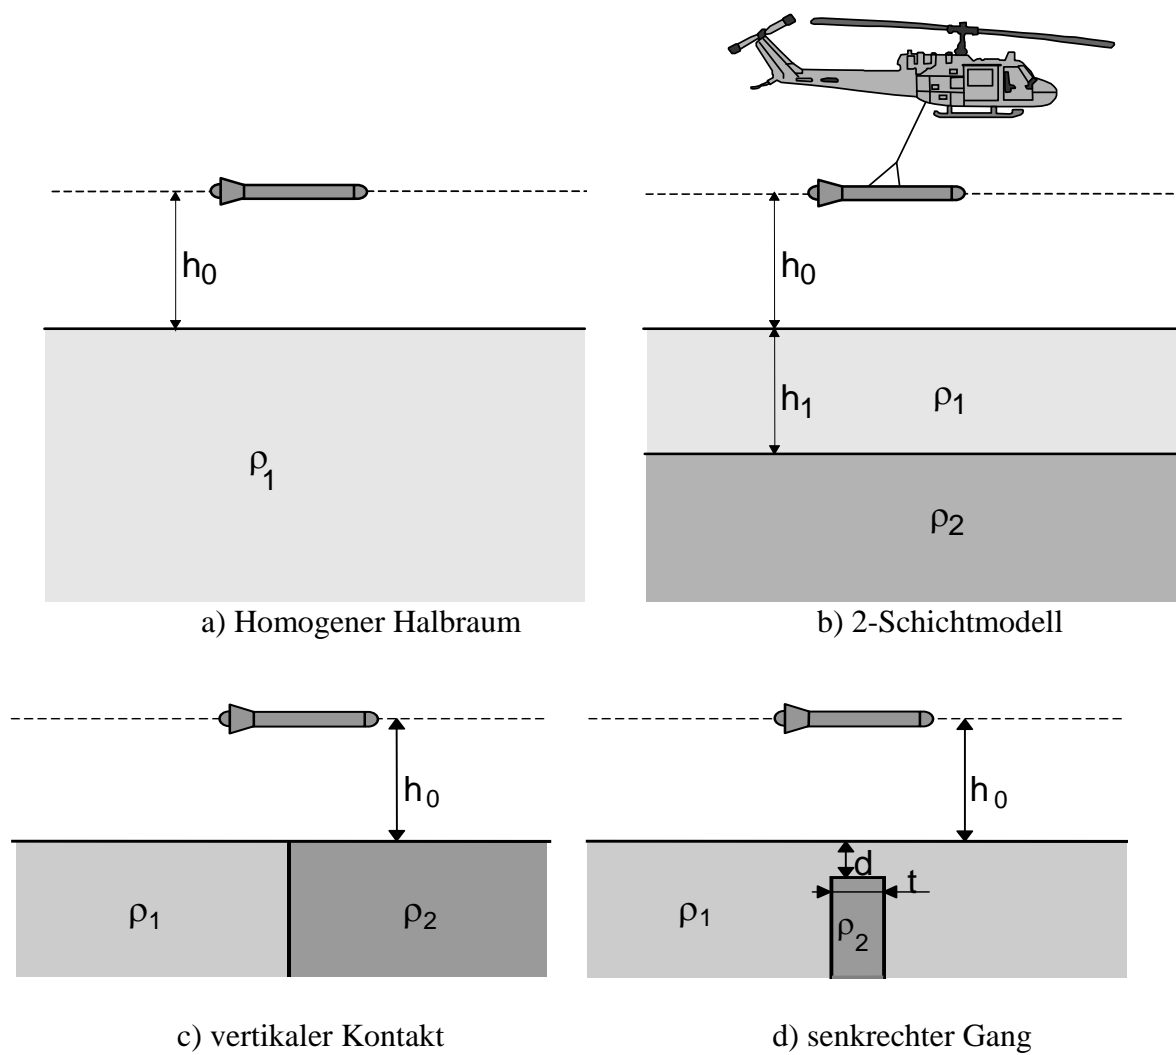 h0
h0
h1
ρ1
ρ1
ρ2
a) Homogener Halbraum
b) 2-Schichtmodell
h0
h0
d
t
ρ1
ρ2
ρ1
ρ2
c) vertikaler Kontakt
d) senkrechter Gang